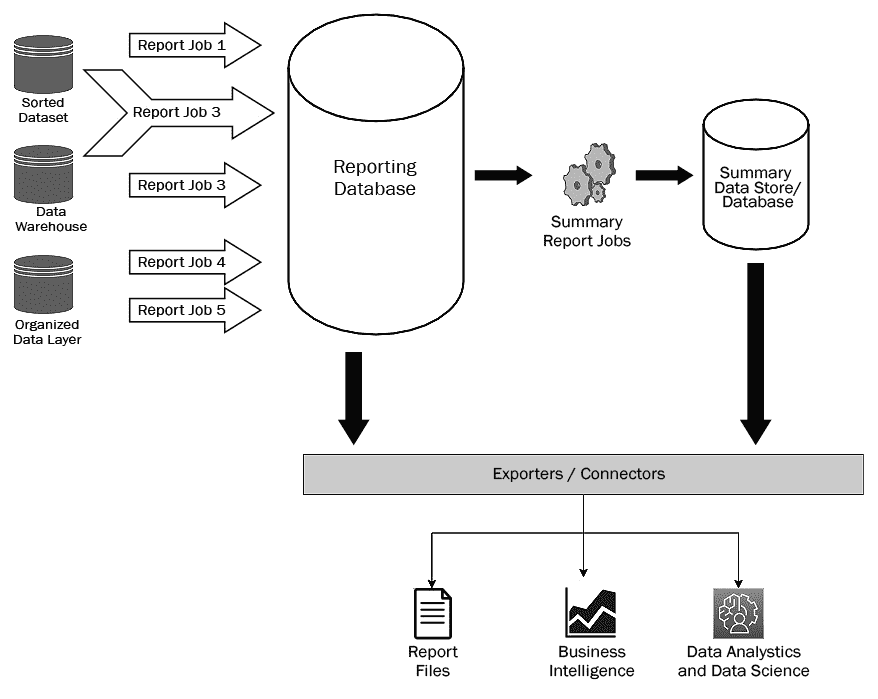 Report Job 1
Sorted
Dataset
Report Job 3
Report Job 3
Data
Warehouse
Report Job 4
Report Job 5
Organized
Data Layer
Reporting
Database
Summary
Report Jobs
Summary
Data Store/
Database
Exporters / Connectors
Report
Files
Business
Intelligence
Data Analystics
and Data Science